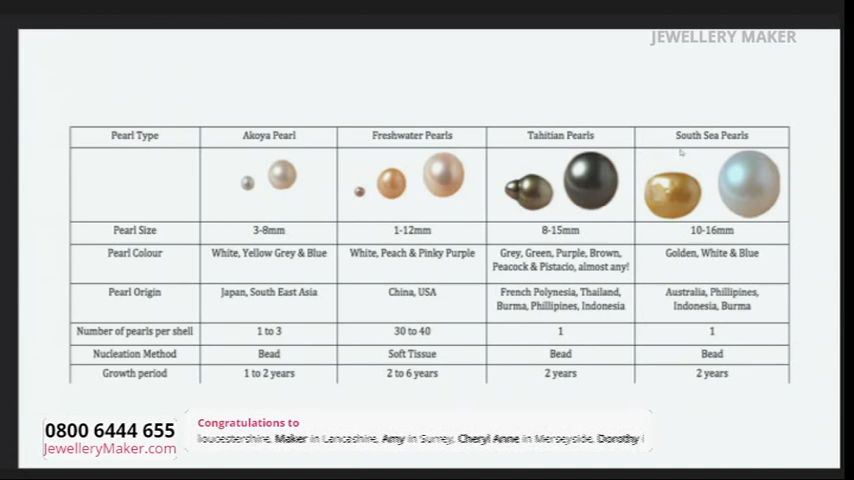 JEWELLERY MAKER
Pearl Type Akoya Pearl Freshwater Pearls Tahitian Pearls South Sea Pearls
Pearl Size 3-8mm 1-12mm 8-15mm 10-16mm
Pearl Colour White, Yellow Grey & Blue White, Peach & Pinky Purple Grey, Green, Purple, Brown, Golden, White & Blue
Peacock & Pistacio, almost any!
Pearl Origin Japan, South East Asia China, USA French Polynesia, Thailand, Australia, Phillipines,
Burma, Phillipines, Indonesia Indonesia, Burma
Number of pearls per shell 1 to 3 30 to 40 1 1
Nucleation Method Bead Soft Tissue Bead Bead
Growth period 1 to 2 years 2 to 6 years 2 years 2 years
0800 6444 655
JewelleryMaker.com
Congratulations to
loucestershire, Maker in Lancashire, Amy in Surrey, Cheryl Anne in Merseyside, Dorothy i